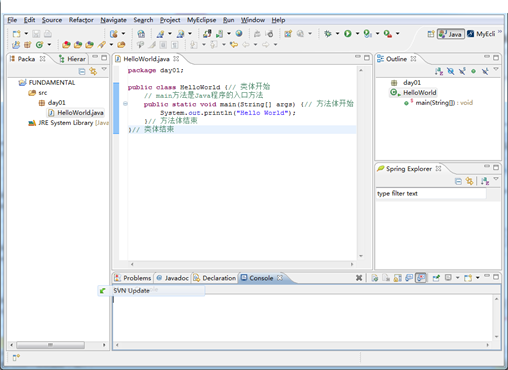 File Edit Source Refactor Navigate Search Project MyEclipse Run Window Help
Java MyEcli
Packa Hierar
FUNDAMENTAL
src
day01
HelloWorld.java
JRE System Library [Java
HelloWorld.java
package day01;
public class HelloWorld {// 类体开始
// main方法是Java程序的入口方法
public static void main(String[] args) {// 方法体开始
System.out.println("Hello World");
}// 方法体结束
}// 类体结束
Outline
day01
HelloWorld
main(String[]) : void
Spring Explorer
type filter text
Problems Javadoc Declaration Console
SVN Update